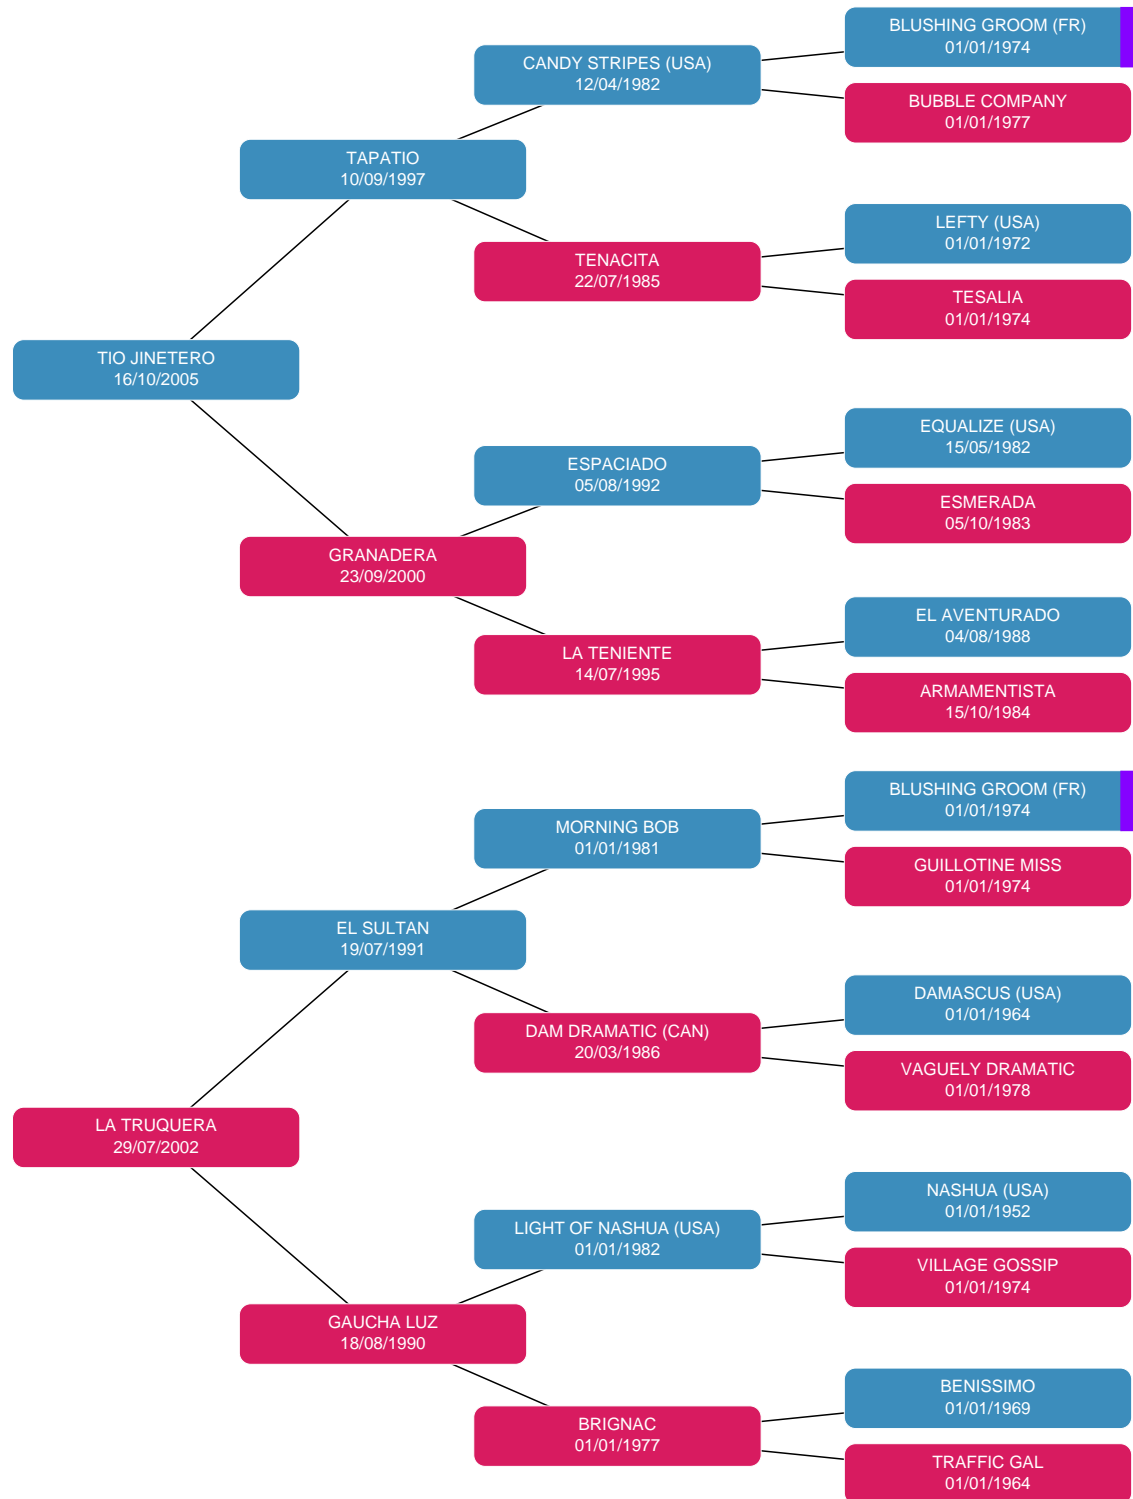 BLUSHING GROOM (FR)
01/01/1974
CANDY STRIPES (USA)
12/04/1982
BUBBLE COMPANY
01/01/1977
TAPATIO
10/09/1997
LEFTY (USA)
01/01/1972
TENACITA
22/07/1985
TESALIA
01/01/1974
TIO JINETERO
16/10/2005
EQUALIZE (USA)
15/05/1982
ESPACIADO
05/08/1992
ESMERADA
05/10/1983
GRANADERA
23/09/2000
EL AVENTURADO
04/08/1988
LA TENIENTE
14/07/1995
ARMAMENTISTA
15/10/1984
BLUSHING GROOM (FR)
01/01/1974
MORNING BOB
01/01/1981
GUILLOTINE MISS
01/01/1974
EL SULTAN
19/07/1991
DAMASCUS (USA)
01/01/1964
DAM DRAMATIC (CAN)
20/03/1986
VAGUELY DRAMATIC
01/01/1978
LA TRUQUERA
29/07/2002
NASHUA (USA)
01/01/1952
LIGHT OF NASHUA (USA)
01/01/1982
VILLAGE GOSSIP
01/01/1974
GAUCHA LUZ
18/08/1990
BENISSIMO
01/01/1969
BRIGNAC
01/01/1977
TRAFFIC GAL
01/01/1964